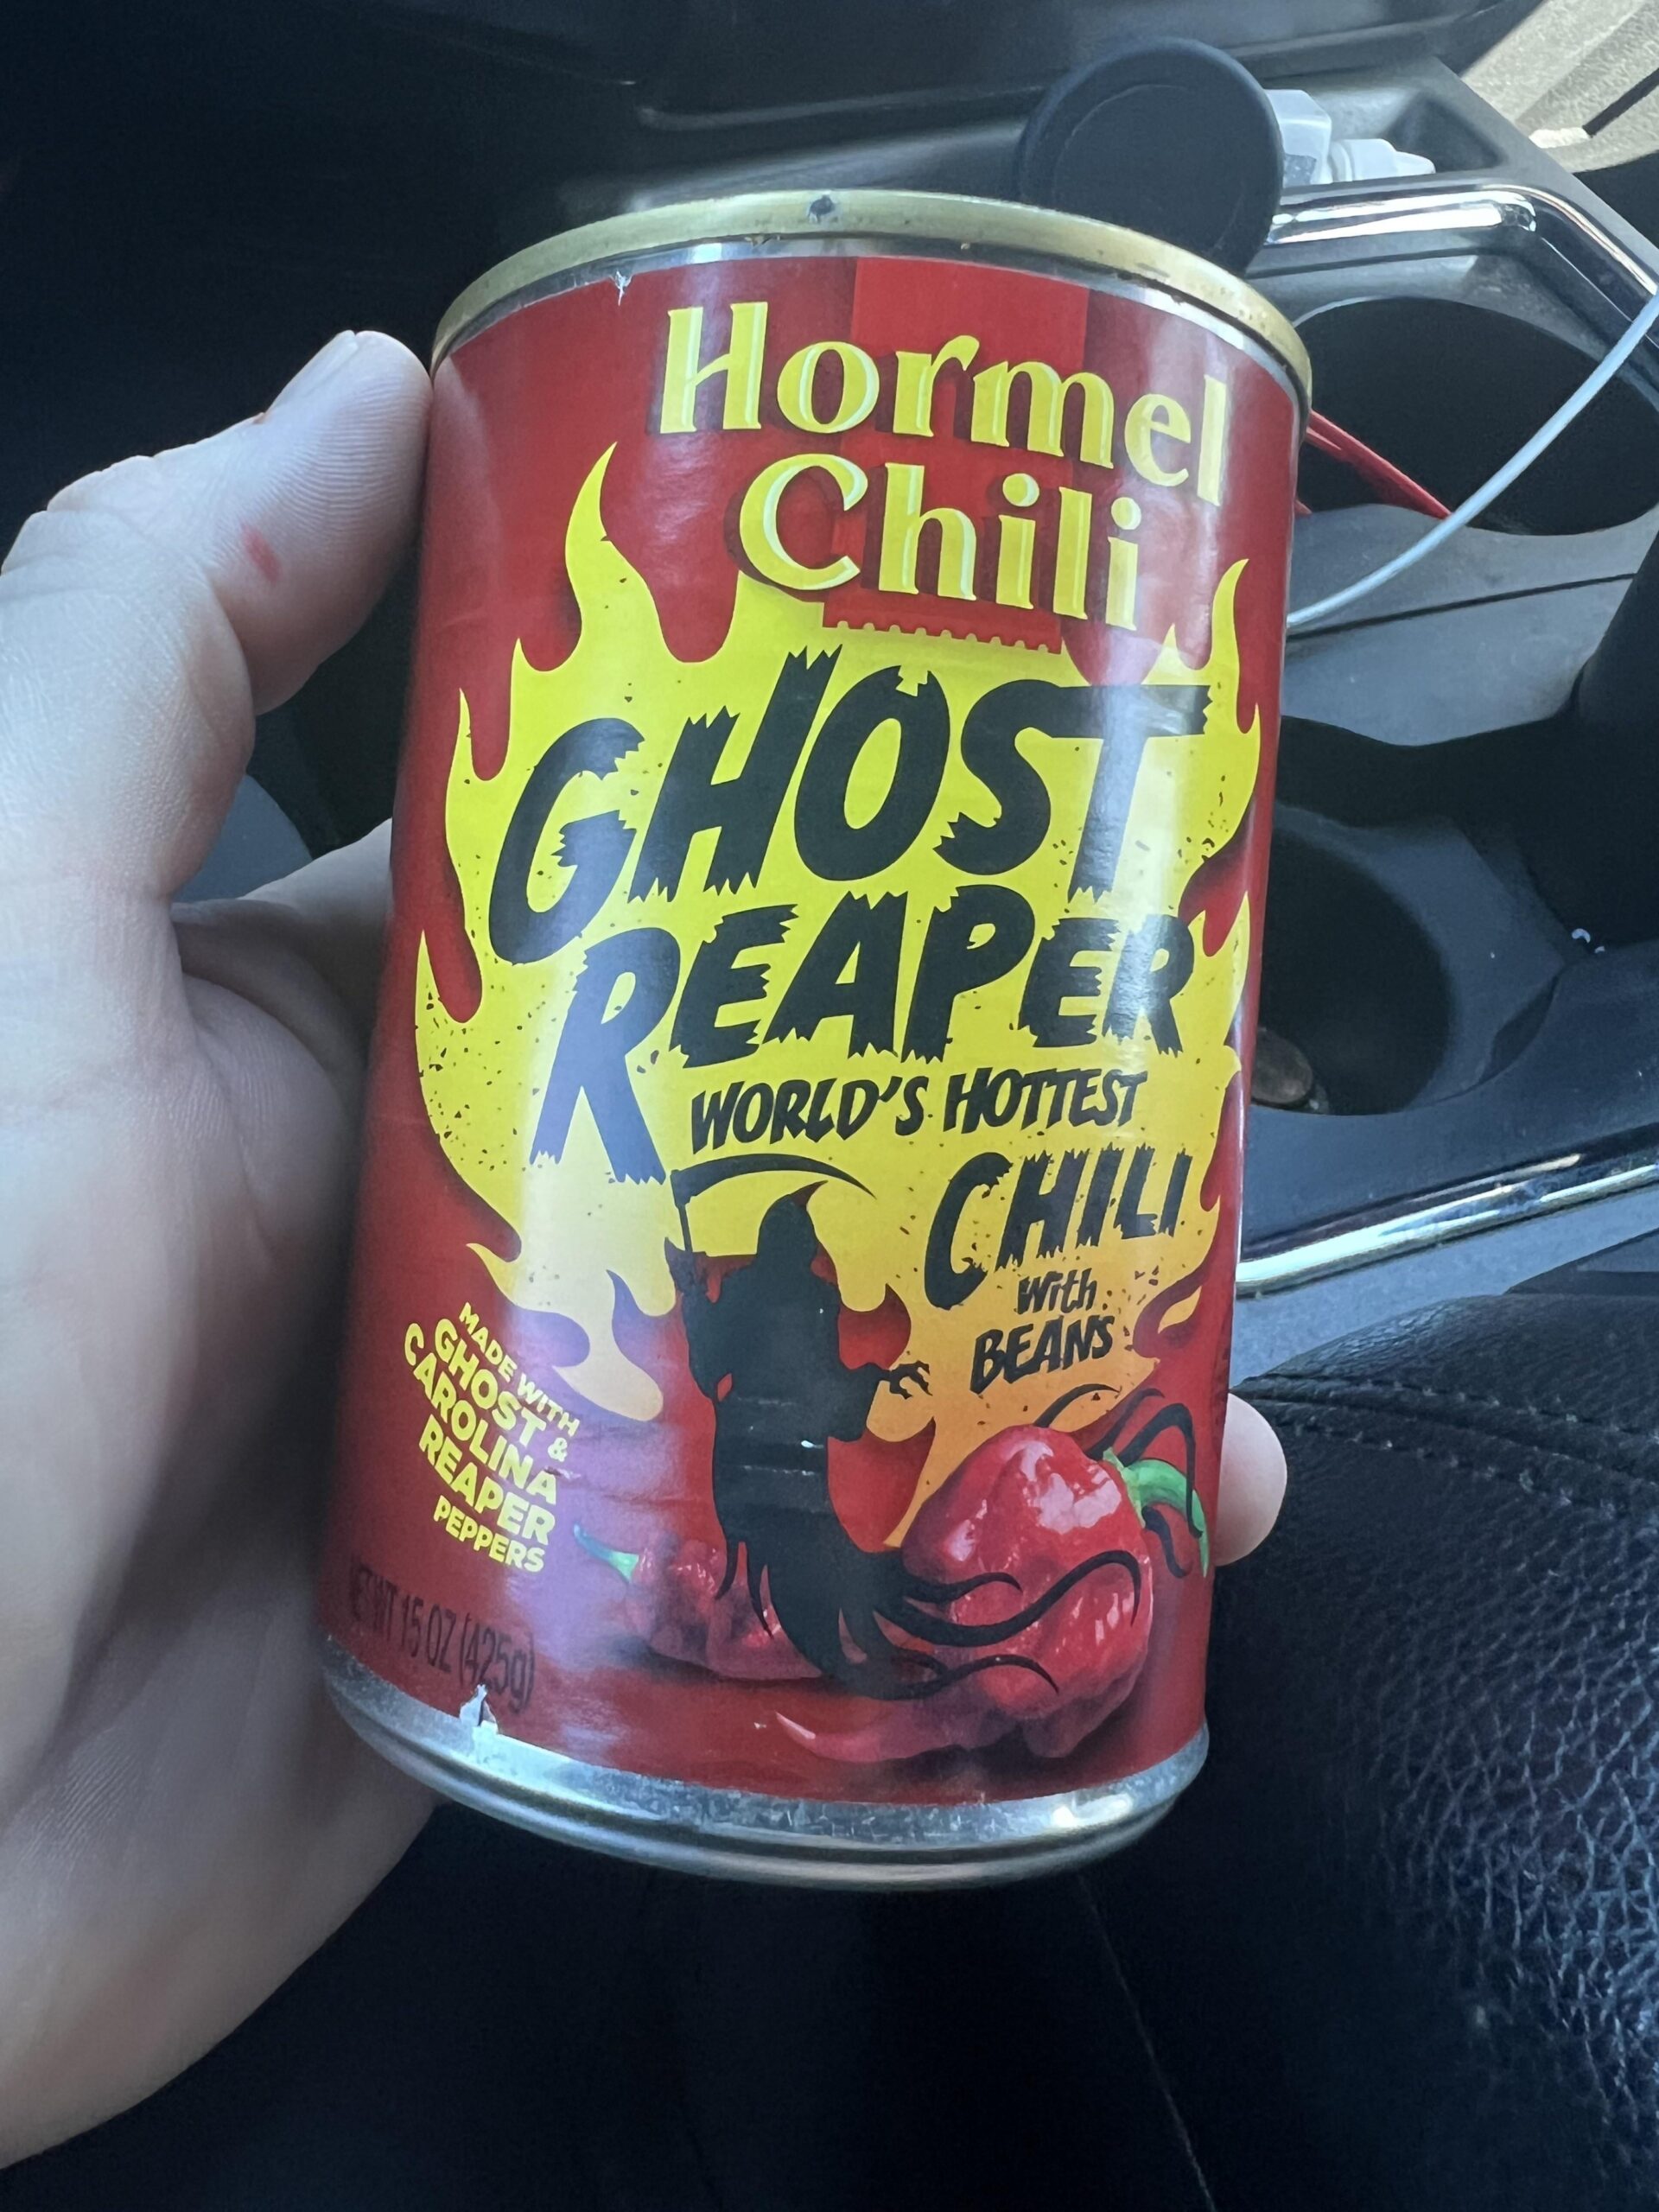 Hormel
Chili
GHOST
REAPER
WORLD'S HOTTEST
CHILI
with
BEANS
MADE WITH
GHOST &
CAROLINA
REAPER
PEPPERS
NET WT 15 OZ (425g)